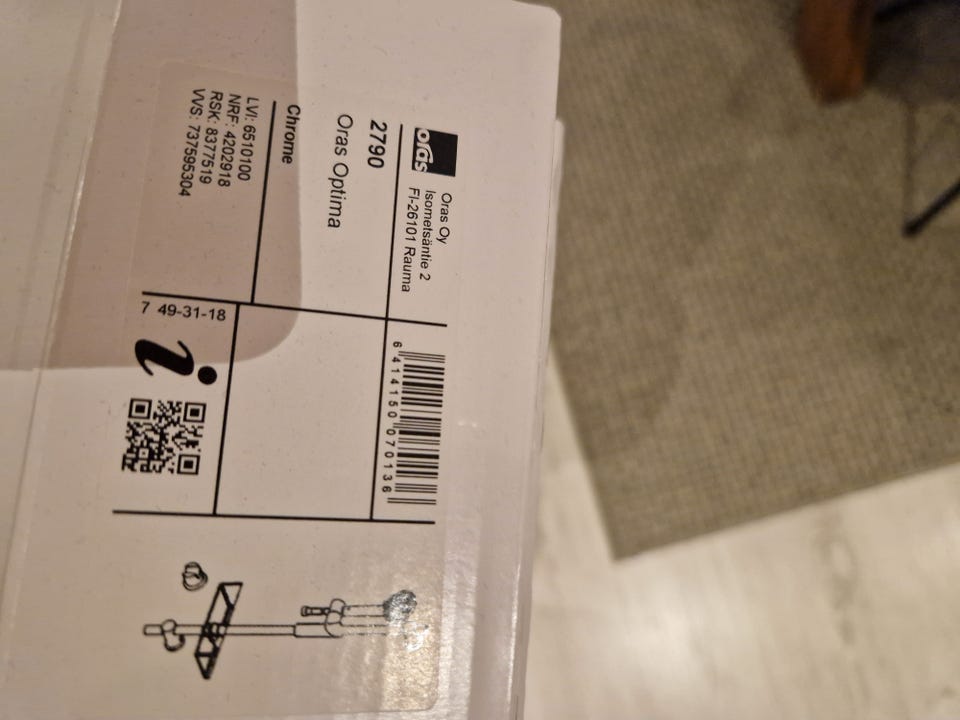 oras
Oras Oy
Isometsäntie 2
FI-26101 Rauma
2790
Oras Optima
Chrome
LVI: 6510100
NRF: 4202918
RSK: 8377519
VVS: 737595304
6 414150 070136
7 49-31-18
i